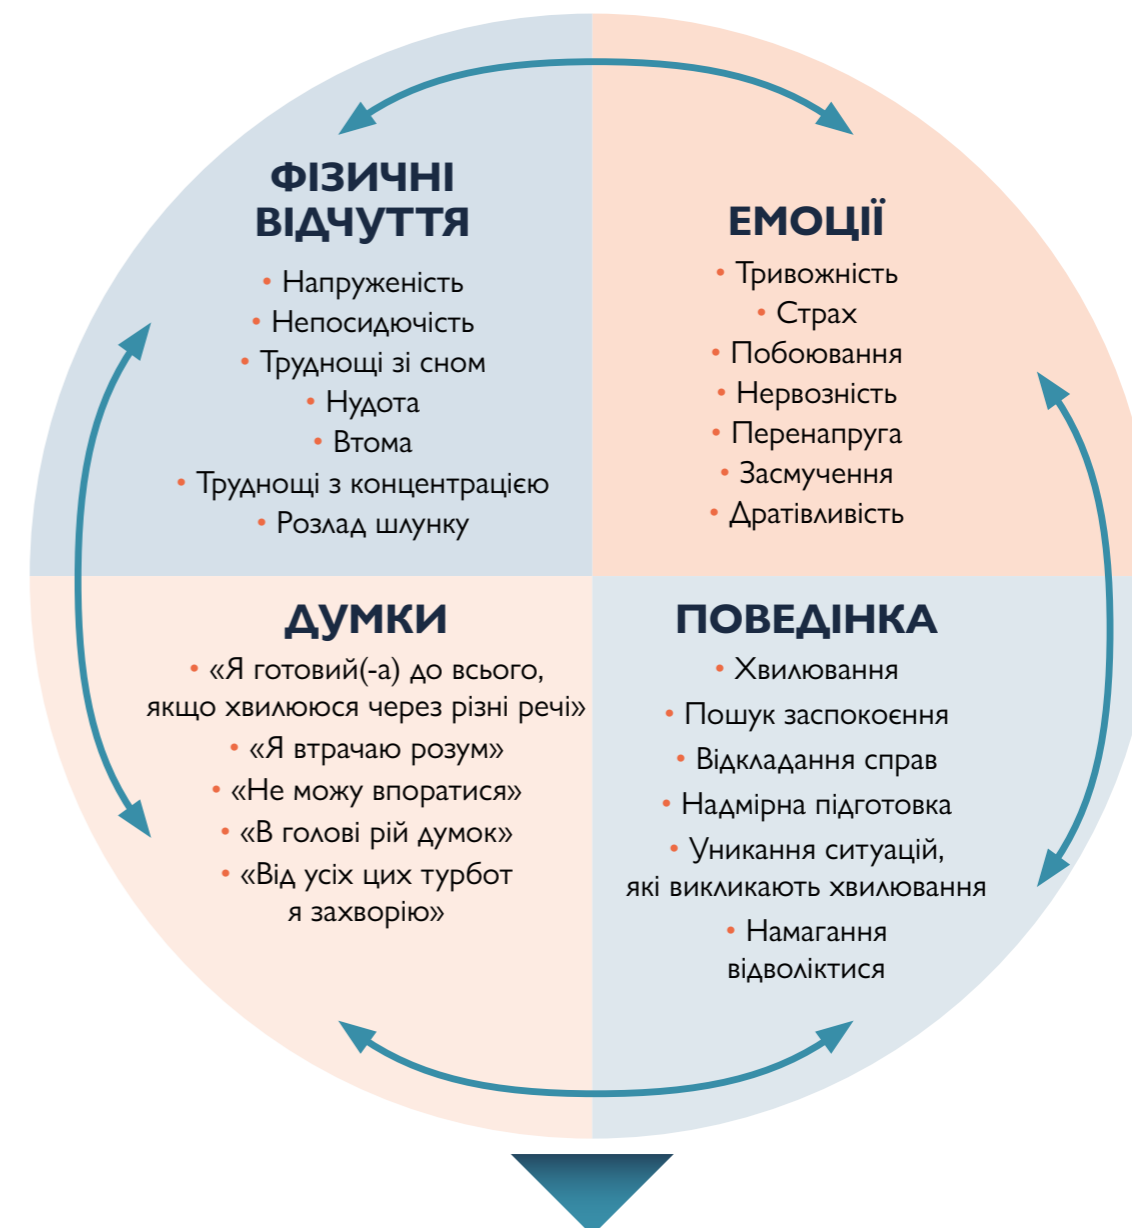 ФІЗИЧНІ
ВІДЧУТТЯ
• Напруженість
• Непосидючість
• Труднощі зі сном
• Нудота
• Втома
• Труднощі з концентрацією
• Розлад шлунку
ЕМОЦІЇ
• Тривожність
• Страх
• Побоювання
• Нервозність
• Перенапруга
• Засмучення
• Дратівливість
ДУМКИ
• «Я готовий(-а) до всього,
якщо хвилююся через різні речі»
• «Я втрачаю розум»
• «Не можу впоратися»
• «В голові рій думок»
• «Від усіх цих турбот
я захворію»
ПОВЕДІНКА
• Хвилювання
• Пошук заспокоєння
• Відкладання справ
• Надмірна підготовка
• Уникання ситуацій,
які викликають хвилювання
• Намагання
відволіктися